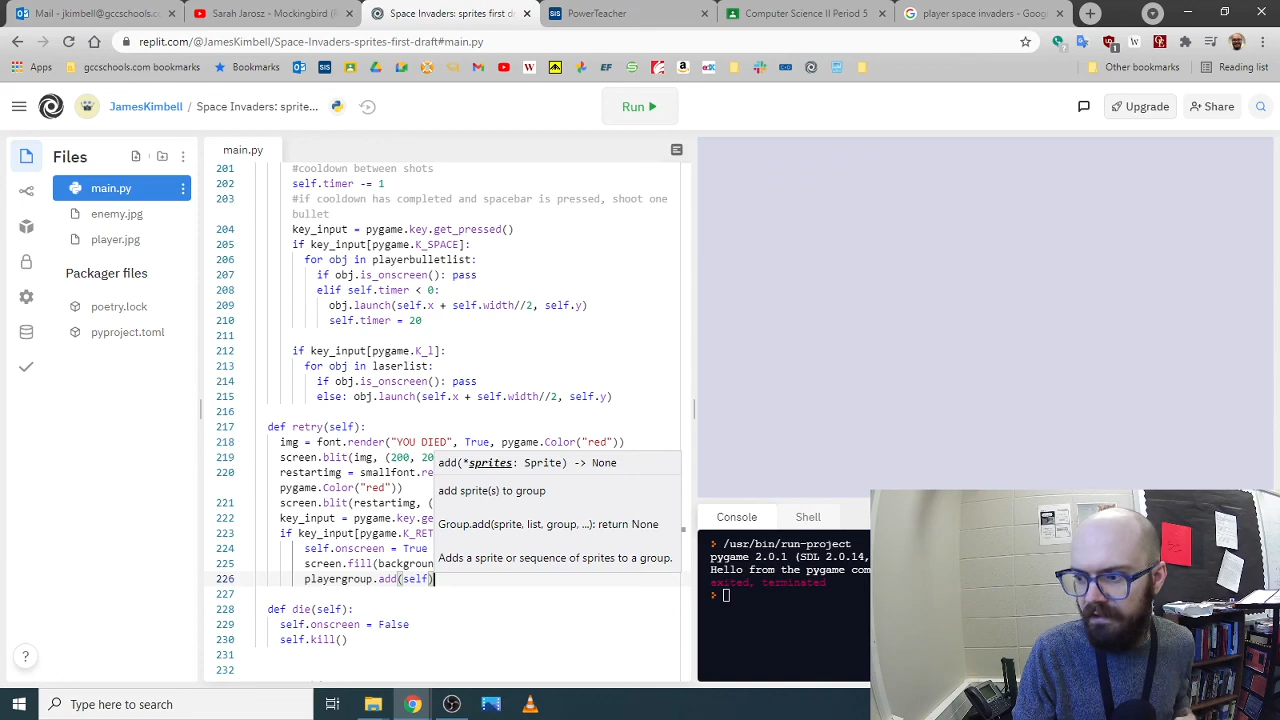 Mail - jkimbell@gccschools.com
Sarah Jarosz - Mockingbird (
Space Invaders: sprites first dr
PowerTeacher
Computer Science II Period 5
player space invaders - Goog
replit.com/@JamesKimbell/Space-Invaders-sprites-first-draft#main.py
Apps
gccschools.com
Bookmarks
Other bookmarks
Reading list
JamesKimbell / Space Invaders: sprite...
Run
Upgrade
Share
Files
main.py
enemy.jpg
player.jpg
Packager files
poetry.lock
pyproject.toml
main.py
201 #cooldown between shots
202 self.timer -= 1
203 #if cooldown has completed and spacebar is pressed, shoot one
bullet
204 key_input = pygame.key.get_pressed()
205 if key_input[pygame.K_SPACE]:
206 for obj in playerbulletlist:
207 if obj.is_onscreen(): pass
208 elif self.timer < 0:
209 obj.launch(self.x + self.width//2, self.y)
210 self.timer = 20
211
212 if key_input[pygame.K_l]:
213 for obj in laserlist:
214 if obj.is_onscreen(): pass
215 else: obj.launch(self.x + self.width//2, self.y)
216
217 def retry(self):
218 img = font.render("YOU DIED", True, pygame.Color("red"))
219 screen.blit(img, (200, 20
220 restartimg = smallfont.re
pygame.Color("red"))
221 screen.blit(restartimg, (
222 key_input = pygame.key.ge
223 if key_input[pygame.K_RET
224 self.onscreen = True
225 screen.fill(backgroun
226 playergroup.add(self)
227
228 def die(self):
229 self.onscreen = False
230 self.kill()
231
232
add(*sprites: Sprite) -> None
add sprite(s) to group
Group.add(sprite, list, group, ...): return None
Adds a sprite or sequence of sprites to a group.
Console
Shell
/usr/bin/run-project
pygame 2.0.1 (SDL 2.0.14,
Hello from the pygame com
exited, terminated
Type here to search